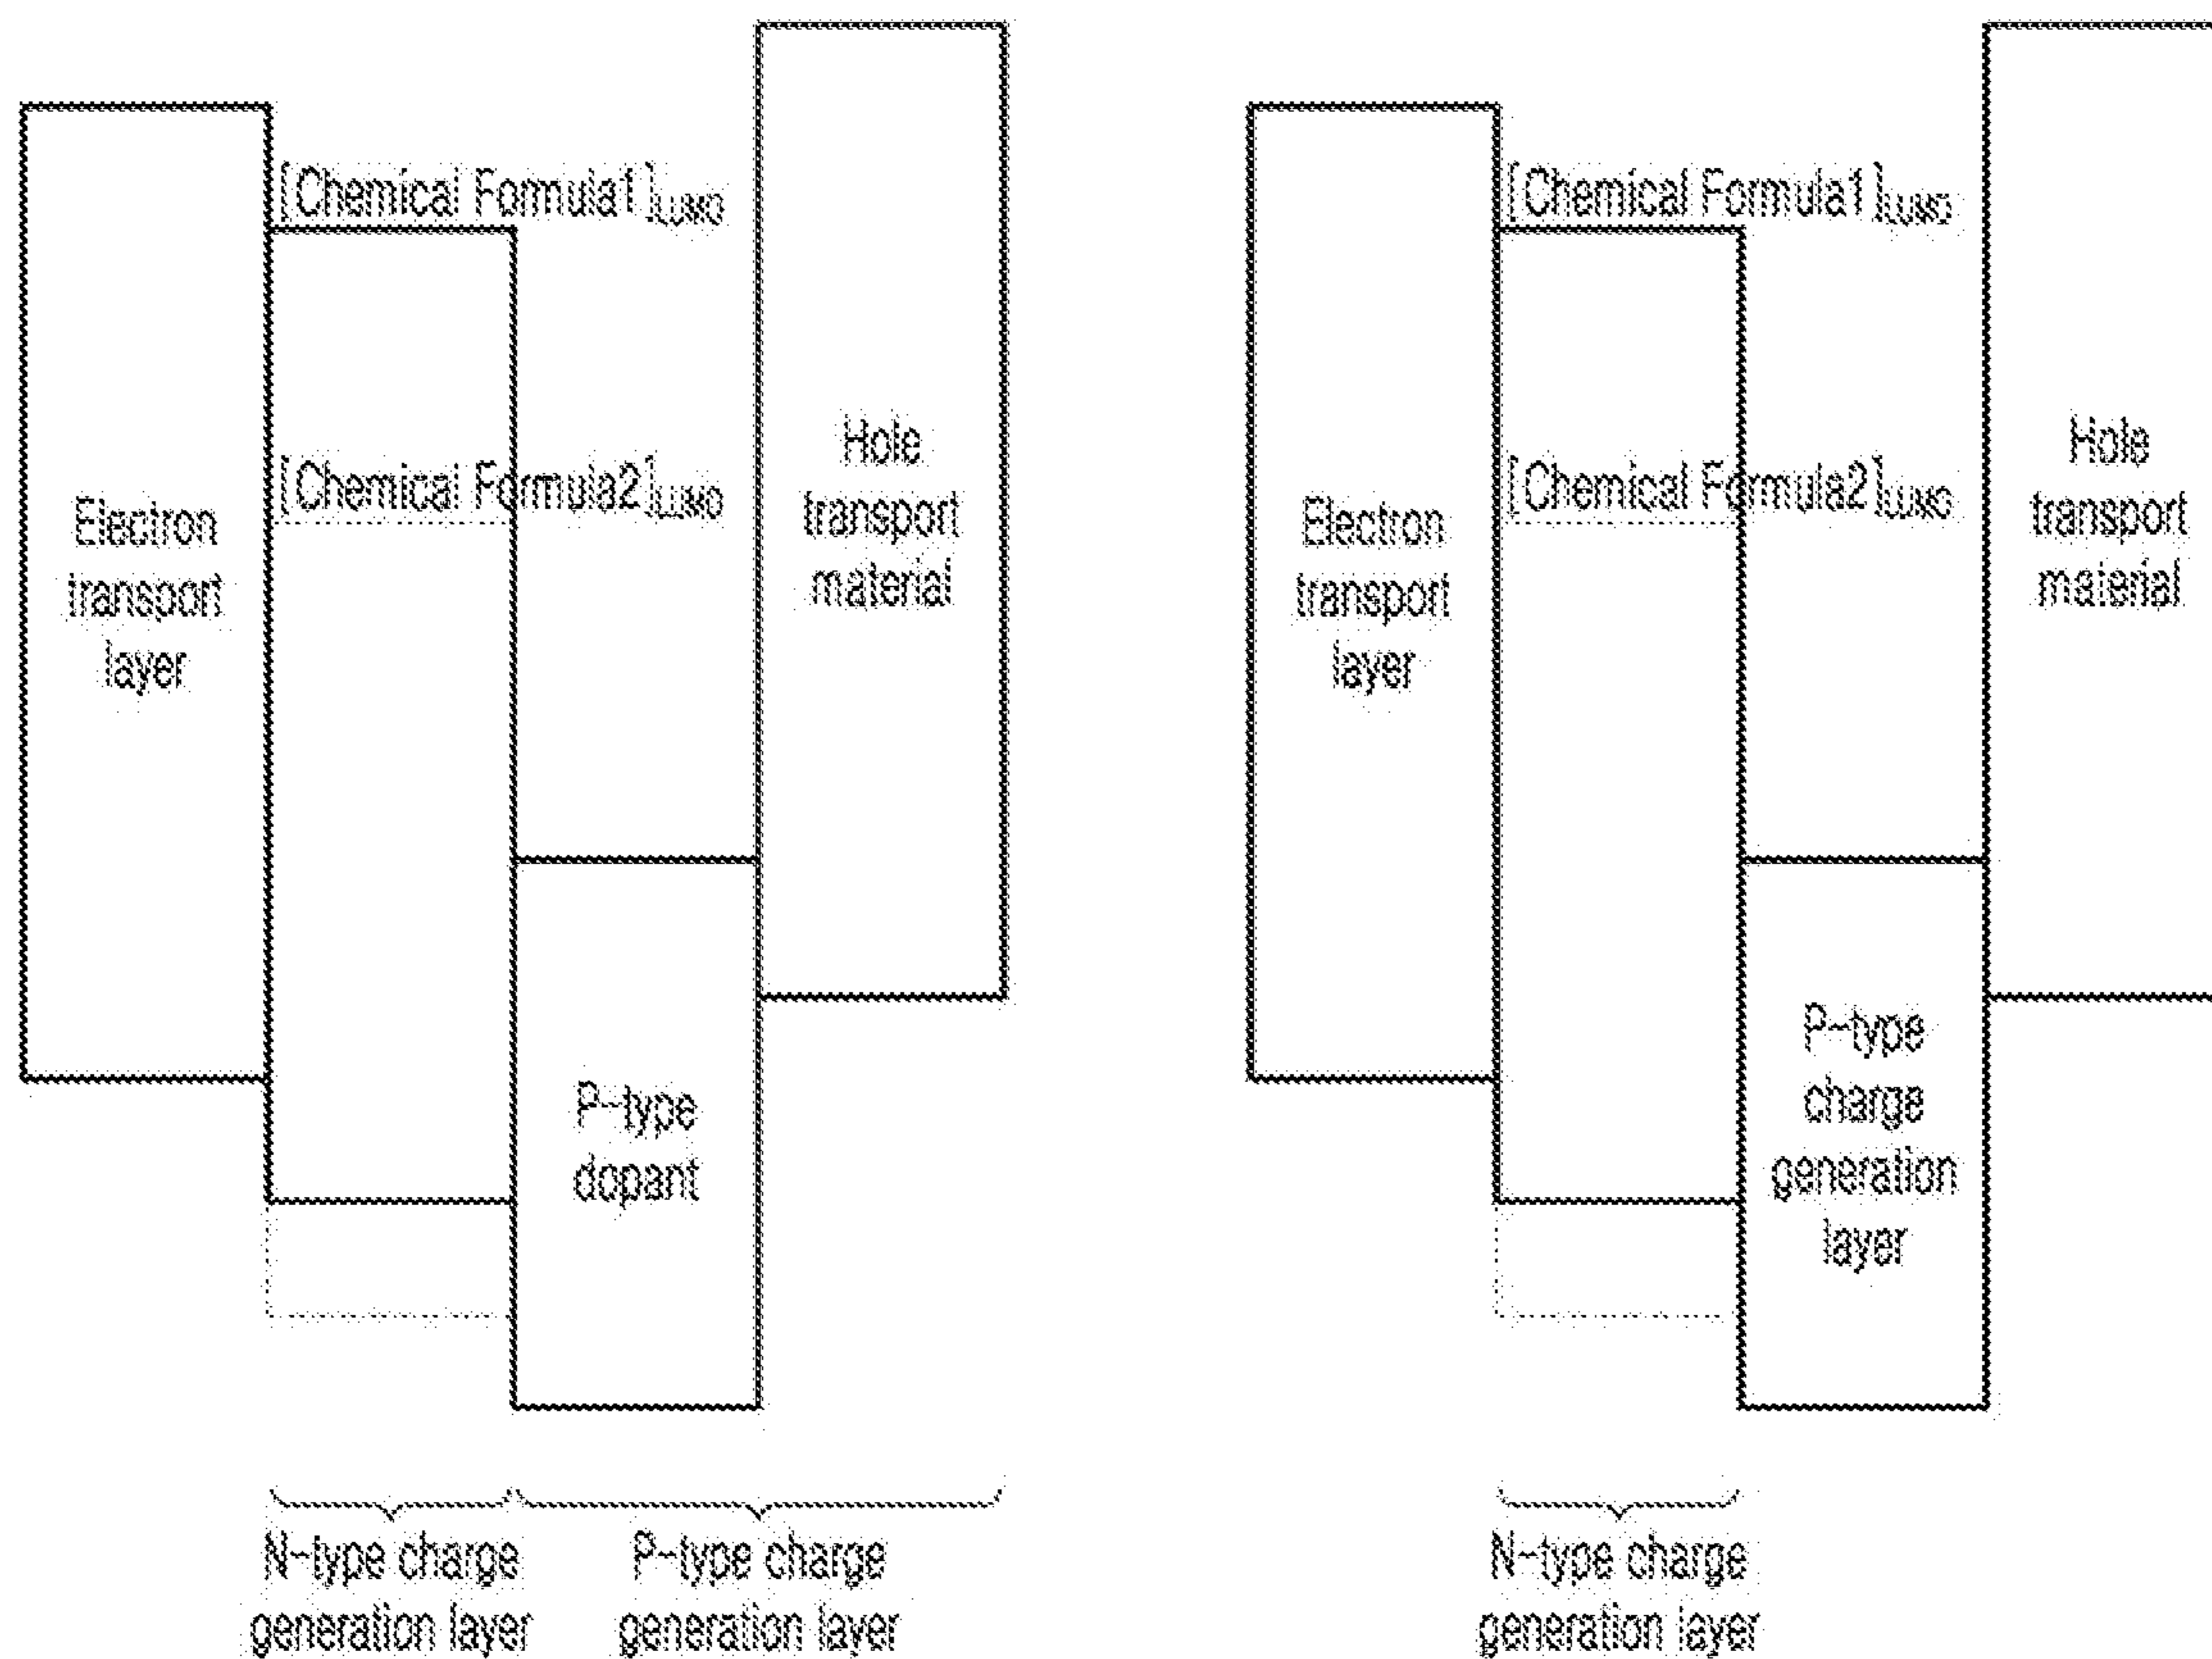 [Chemical Formula1]LUMO
[Chemical Formula2]LUMO
Electron
transport
layer
Hole
transport
material
P-type
dopant
N-type charge
generation layer
P-type charge
generation layer
[Chemical Formula1]LUMO
[Chemical Formula2]LUMO
Electron
transport
layer
Hole
transport
material
P-type
charge
generation
layer
N-type charge
generation layer